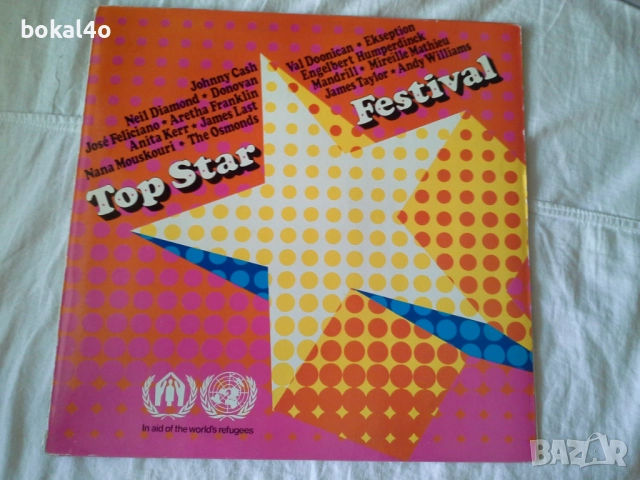 bokal4o
Johnny Cash
Neil Diamond • Donovan
José Feliciano • Aretha Franklin
Anita Kerr • James Last
Nana Mouskouri • The Osmonds
Val Doonican • Ekseption
Engelbert Humperdinck
Mandrill • Mireille Mathieu
James Taylor • Andy Williams
Top Star
Festival
In aid of the world's refugees
BAZAR